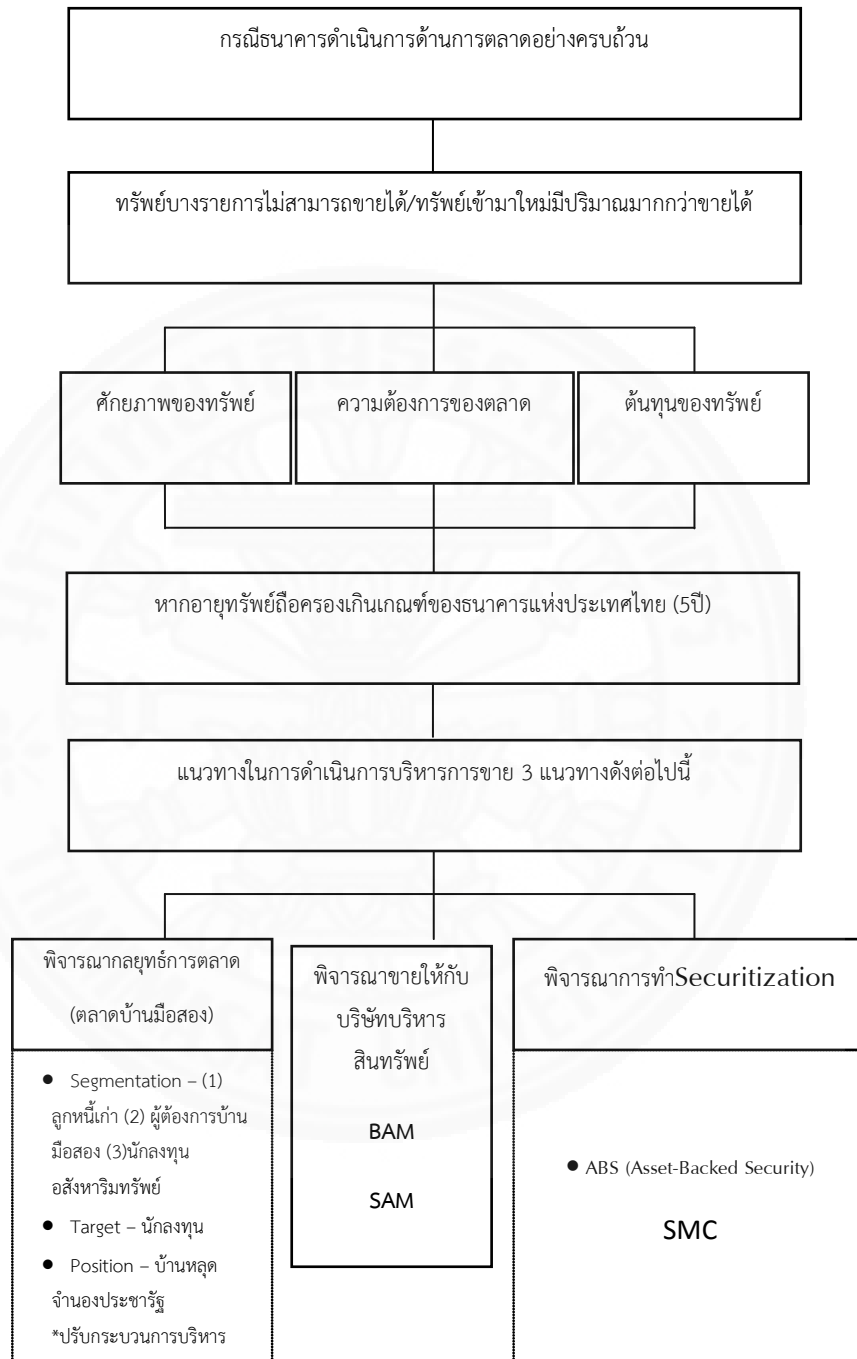 กรณีธนาคารดำเนินการด้านการตลาดอย่างครบถ้วน
ทรัพย์บางรายการไม่สามารถขายได้/ทรัพย์เข้ามาใหม่มีปริมาณมากกว่าขายได้
ศักยภาพของทรัพย์
ความต้องการของตลาด
ต้นทุนของทรัพย์
หากอายุทรัพย์ถือครองเกินเกณฑ์ของธนาคารแห่งประเทศไทย (5ปี)
แนวทางในการดำเนินการบริหารการขาย 3 แนวทางดังต่อไปนี้
พิจารณากลยุทธ์การตลาด
(ตลาดบ้านมือสอง)
● Segmentation – (1)
ลูกหนี้เก่า (2) ผู้ต้องการบ้าน
มือสอง (3)นักลงทุน
อสังหาริมทรัพย์
● Target – นักลงทุน
● Position – บ้านหลุด
จำนองประชารัฐ
*ปรับกระบวนการบริหาร
พิจารณาขายให้กับ
บริษัทบริหาร
สินทรัพย์
BAM
SAM
พิจารณาการทำSecuritization
● ABS (Asset-Backed Security)
SMC